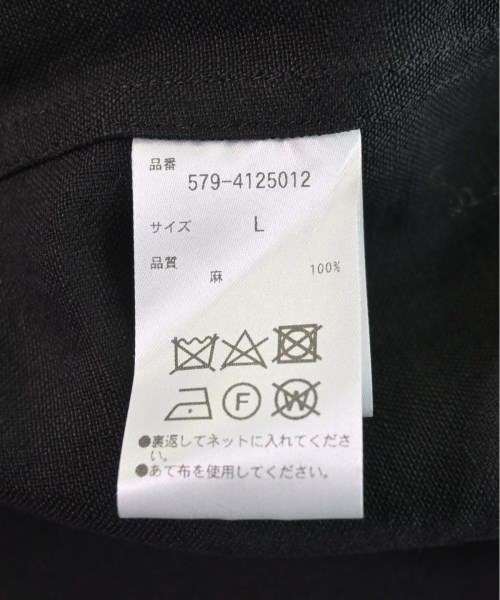 品番
579-4125012
サイズ L
品質
麻 100%
F
W
●裏返してネットに入れてくださ
い。
●あて布を使用してください。